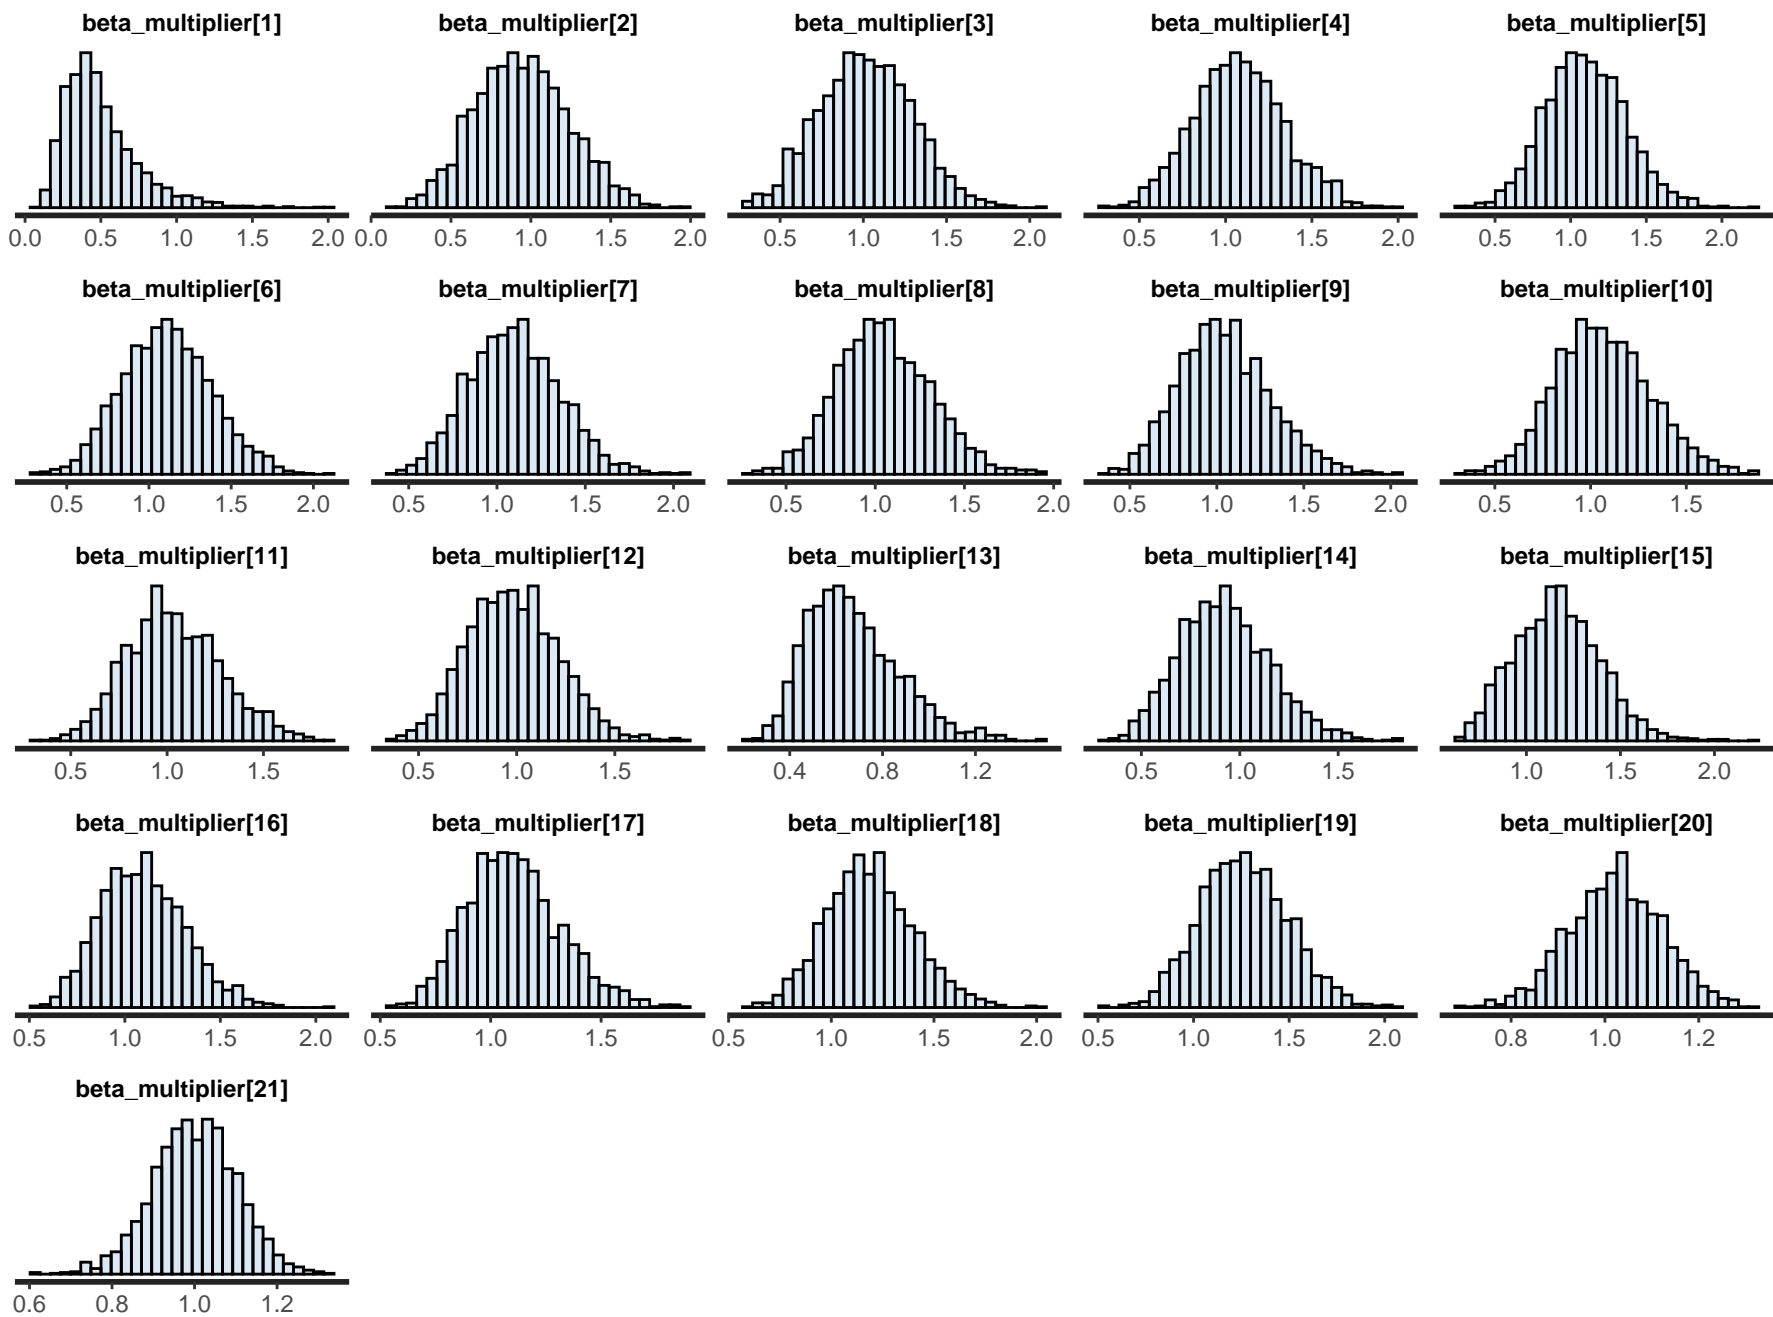 beta_multiplier[1] beta_multiplier[2] beta_multiplier[3] beta_multiplier[4] beta_multiplier[5]
0.0 0.5 1.0 1.5 2.0 0.0 0.5 1.0 1.5 2.0 0.5 1.0 1.5 2.0 0.5 1.0 1.5 2.0 0.5 1.0 1.5 2.0
beta_multiplier[6] beta_multiplier[7] beta_multiplier[8] beta_multiplier[9] beta_multiplier[10]
0.5 1.0 1.5 2.0 0.5 1.0 1.5 2.0 0.5 1.0 1.5 2.0 0.5 1.0 1.5 2.0 0.5 1.0 1.5
beta_multiplier[11] beta_multiplier[12] beta_multiplier[13] beta_multiplier[14] beta_multiplier[15]
0.5 1.0 1.5 0.5 1.0 1.5 0.4 0.8 1.2 0.5 1.0 1.5 1.0 1.5 2.0
beta_multiplier[16] beta_multiplier[17] beta_multiplier[18] beta_multiplier[19] beta_multiplier[20]
0.5 1.0 1.5 2.0 0.5 1.0 1.5 0.5 1.0 1.5 2.0 0.5 1.0 1.5 2.0 0.8 1.0 1.2
beta_multiplier[21]
0.6 0.8 1.0 1.2